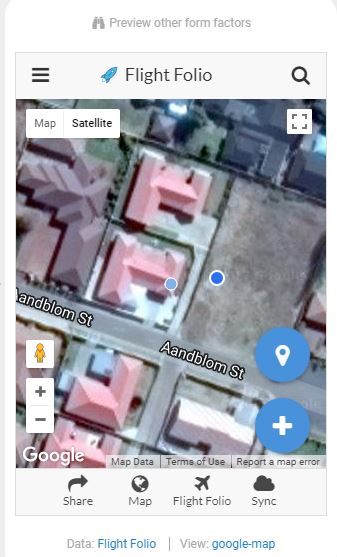 Preview other form factors
Flight Folio
Map Satellite
Aandblom St
Aandblom St
Google
Map Data Terms of Use Report a map error
Share Map Flight Folio Sync
Data: Flight Folio | View: google-map